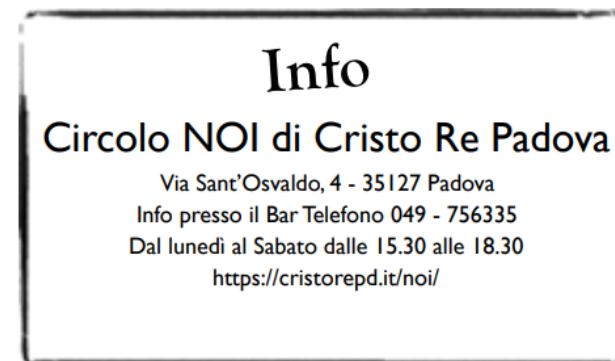 Info
Circolo NOI di Cristo Re Padova
Via Sant'Osvaldo, 4 - 35127 Padova
Info presso il Bar Telefono 049 - 756335
Dal lunedì al Sabato dalle 15.30 alle 18.30
https://cristorepd.it/noi/